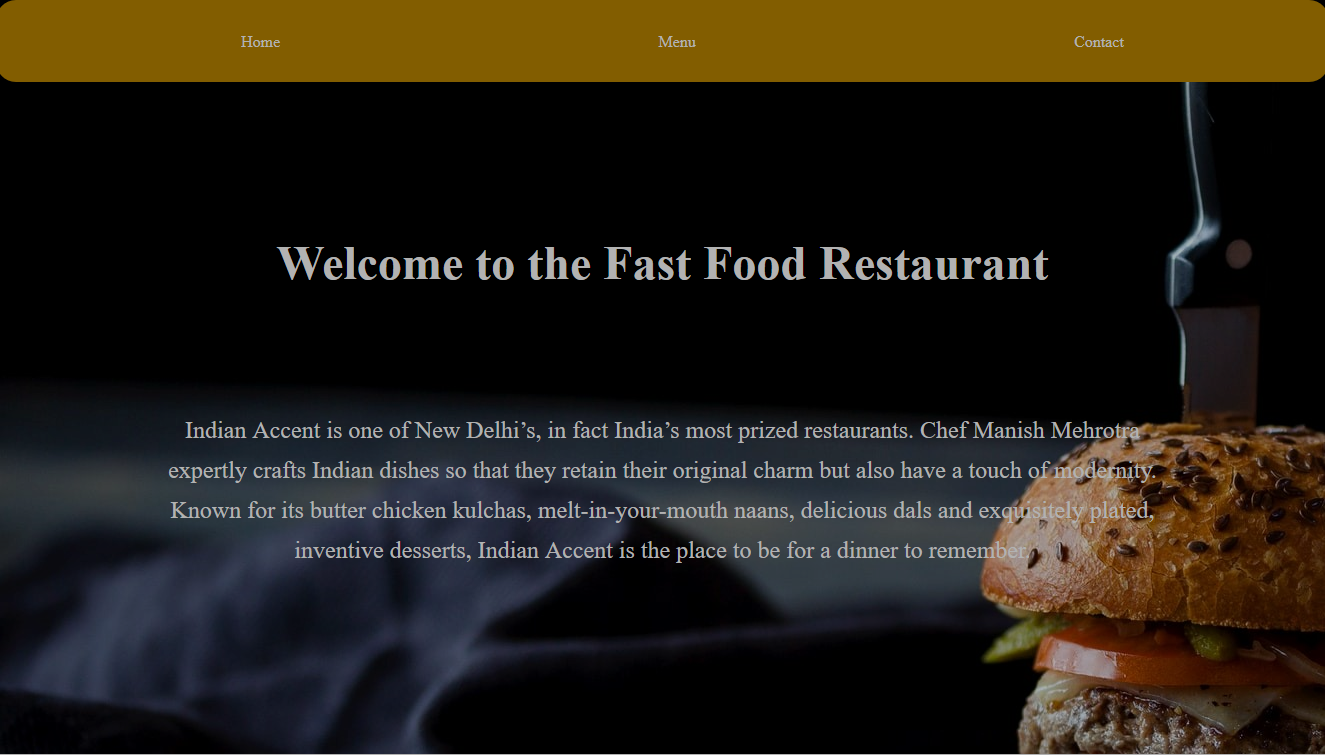 Home Menu Contact
Welcome to the Fast Food Restaurant
Indian Accent is one of New Delhi’s, in fact India’s most prized restaurants. Chef Manish Mehrotra
expertly crafts Indian dishes so that they retain their original charm but also have a touch of modernity.
Known for its butter chicken kulchas, melt-in-your-mouth naans, delicious dals and exquisitely plated,
inventive desserts, Indian Accent is the place to be for a dinner to remember.